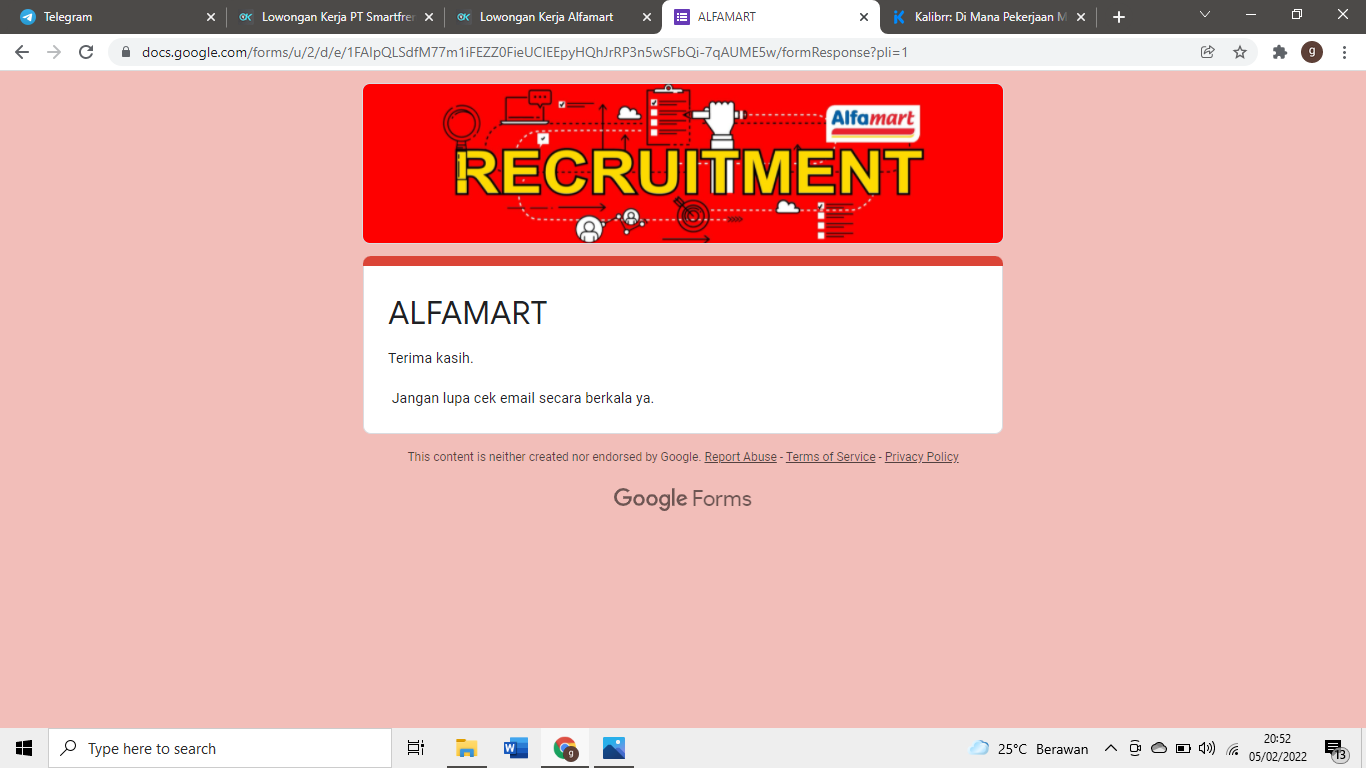 Telegram
Lowongan Kerja PT Smartfre
Lowongan Kerja Alfamart
ALFAMART
Kalibrr: Di Mana Pekerjaan M
docs.google.com/forms/u/2/d/e/1FAIpQLSdfM77m1iFEZZ0FieUCIEEpyHQhJrRP3n5wSFbQi-7qAUME5w/formResponse?pli=1
g
Alfamart
RECRUITMENT
ALFAMART
Terima kasih.
Jangan lupa cek email secara berkala ya.
This content is neither created nor endorsed by Google. Report Abuse - Terms of Service - Privacy Policy
Google Forms
Type here to search
g
25°C Berawan
20:52
05/02/2022
13